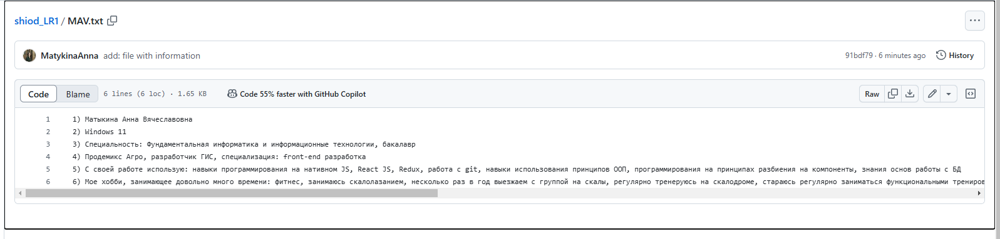 shiod_LR1 / MAV.txt
MatykinaAnna add: file with information 91bdf79 · 6 minutes ago History
Code Blame 6 lines (6 loc) · 1.65 KB Code 55% faster with GitHub Copilot Raw
1 1) Матыкина Анна Вячеславовна
2 2) Windows 11
3 3) Специальность: Фундаментальная информатика и информационные технологии, бакалавр
4 4) Продемикс Агро, разработчик ГИС, специализация: front-end разработка
5 5) С своей работе использую: навыки программирования на нативном JS, React JS, Redux, работа с git, навыки использования принципов ООП, программирования на принципах разбиения на компоненты, знания основ работы с БД
6 6) Мое хобби, занимающее довольно много времени: фитнес, занимаюсь скалолазанием, несколько раз в год выезжаем с группой на скалы, регулярно тренеруюсь на скалодроме, стараюсь регулярно заниматься функциональными трениров